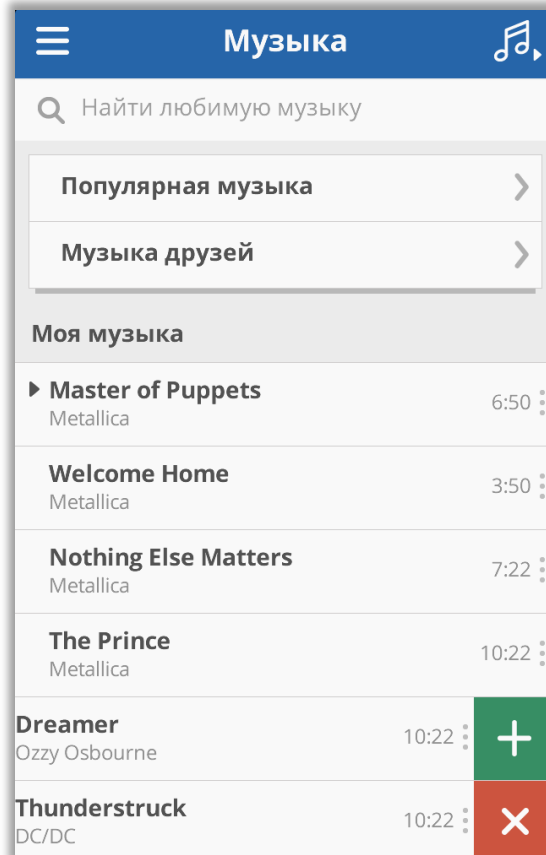 Музыка
Найти любимую музыку
Популярная музыка
Музыка друзей
Моя музыка
Master of Puppets
6:50
Metallica
Welcome Home
3:50
Metallica
Nothing Else Matters
7:22
Metallica
The Prince
10:22
Metallica
Dreamer
10:22
Ozzy Osbourne
Thunderstruck
10:22
DC/DC